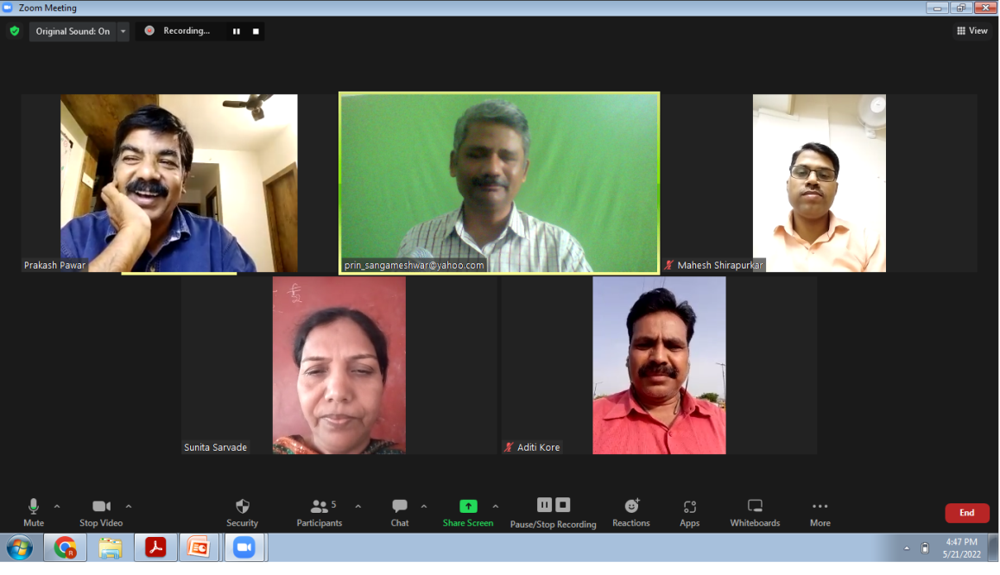 Zoom Meeting
Original Sound: On
Recording...
View
Prakash Pawar
prin_sangameshwar@yahoo.com
Mahesh Shirapurkar
Sunita Sarvade
Aditi Kore
Mute
Stop Video
Security
Participants
5
Chat
Share Screen
Pause/Stop Recording
Reactions
Apps
Whiteboards
More
End
4:47 PM
5/21/2022